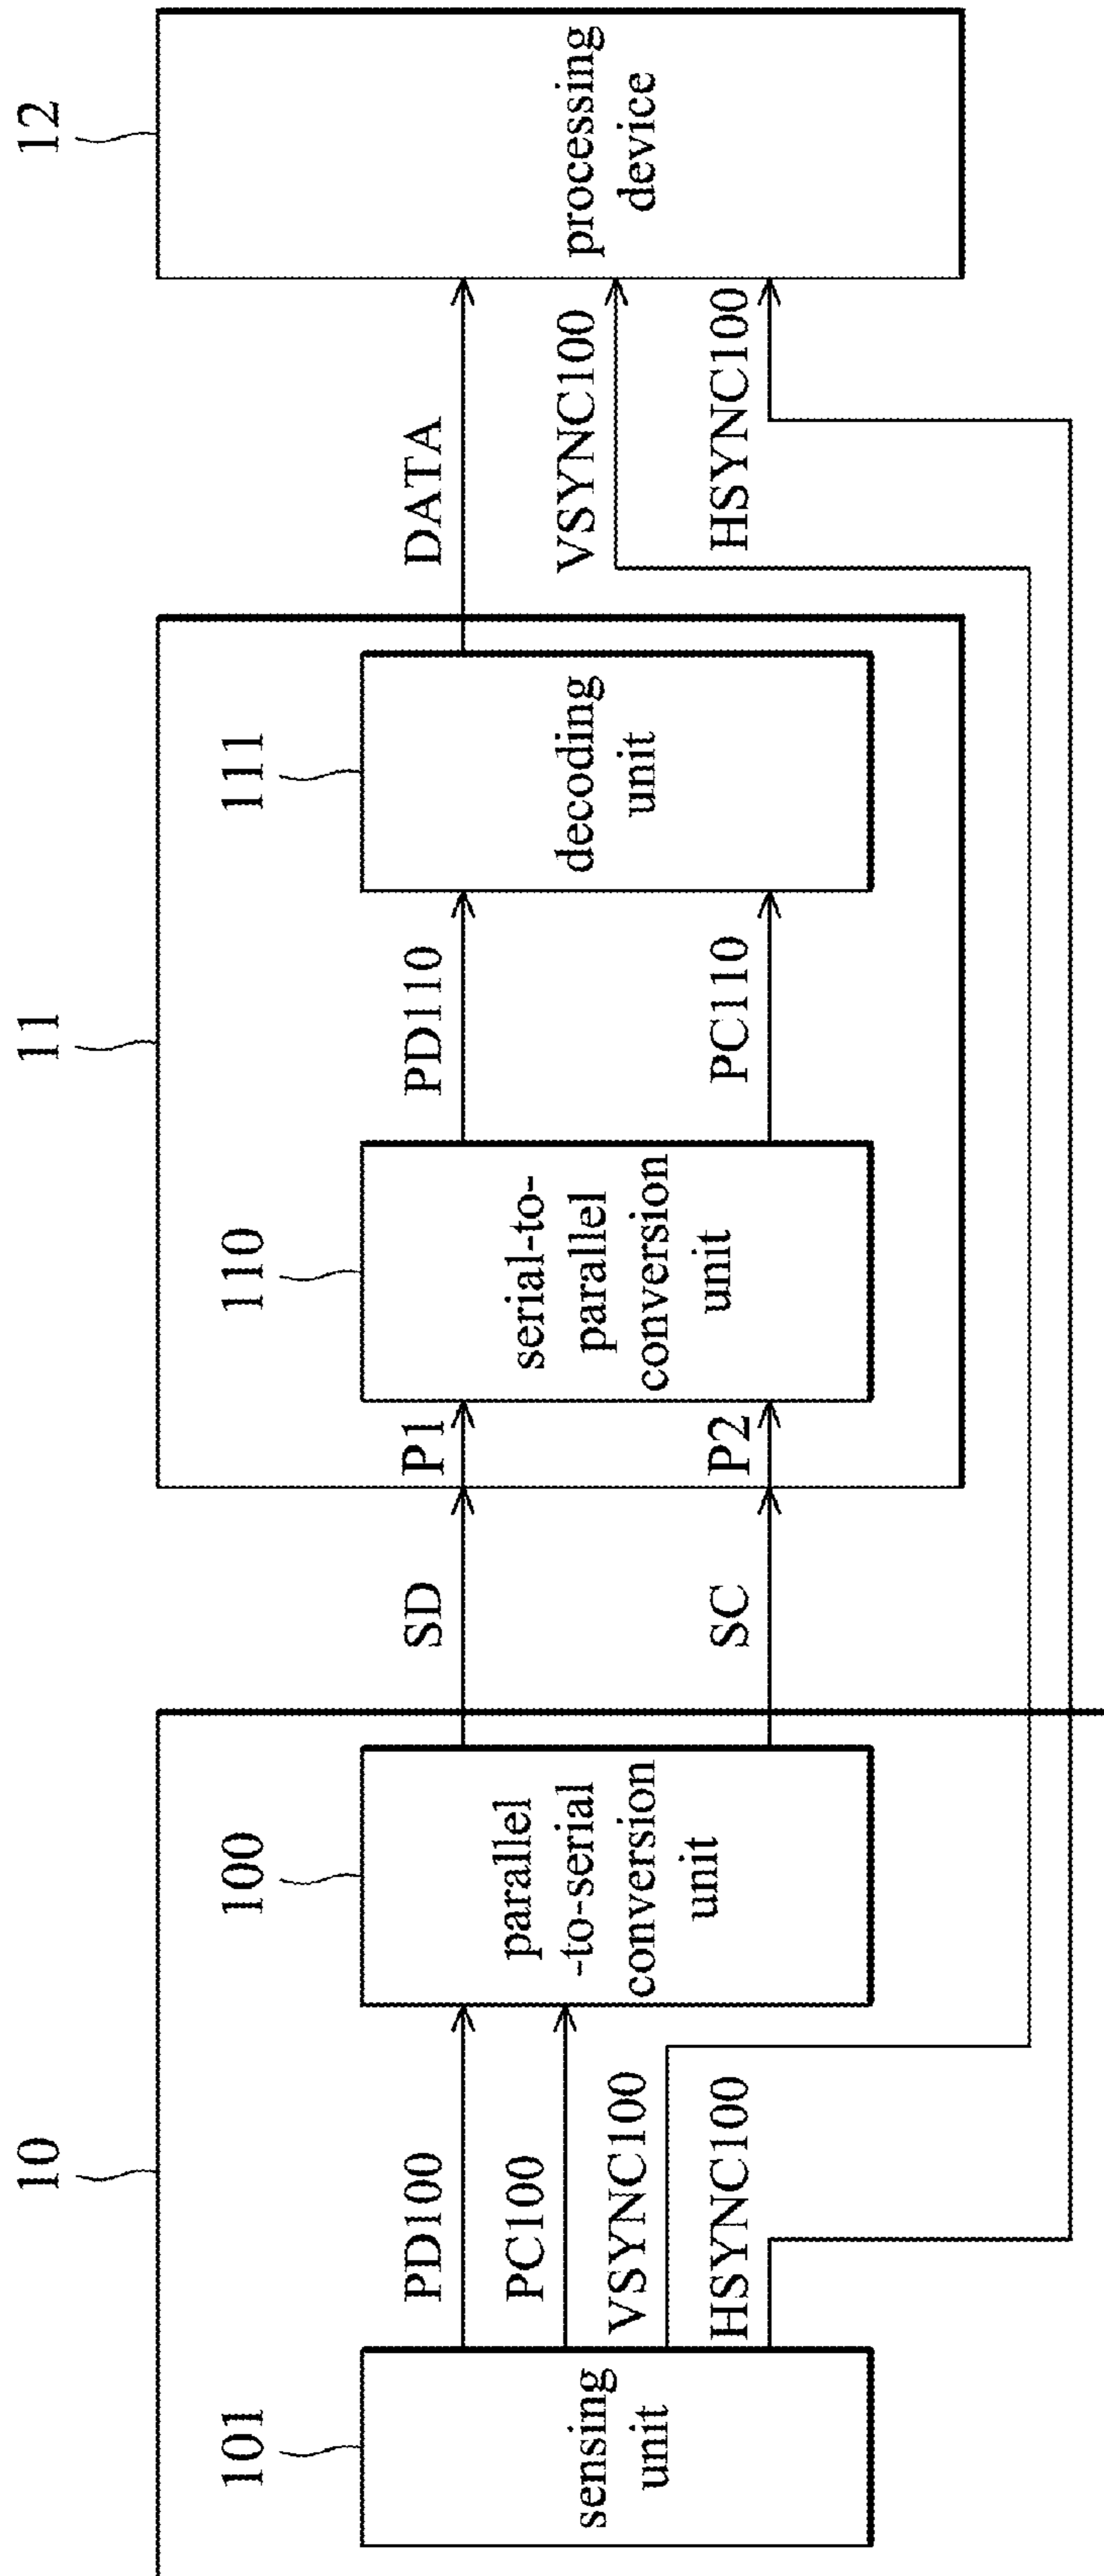 10
101
sensing
unit
PD100
PC100
VSYNC100
HSYNC100
100
parallel
-to-serial
conversion
unit
SD
SC
11
P1
P2
110
serial-to-
parallel
conversion
unit
PD110
PC110
111
decoding
unit
DATA
VSYNC100
HSYNC100
12
processing
device